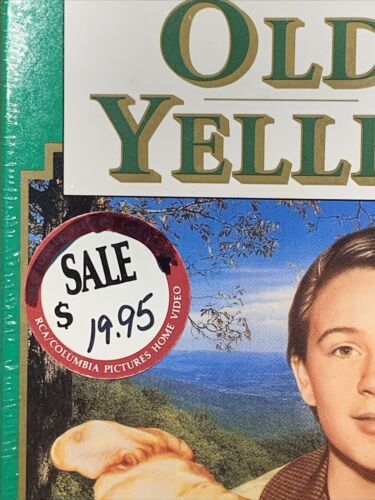 OLD
YELL
SALE
$ 19.95
RCA/COLUMBIA PICTURES HOME VIDEO